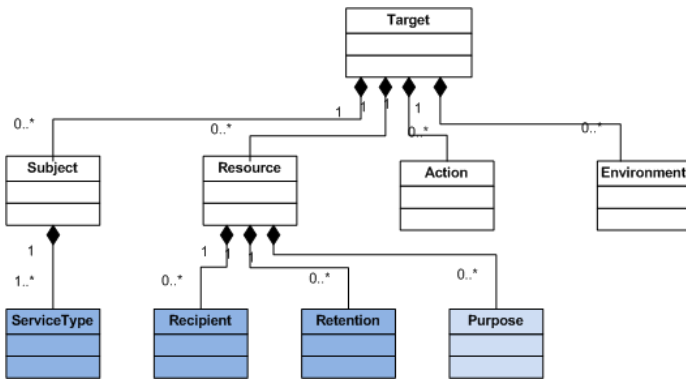 Target
1
1
1
1
0..*
0..*
0..*
0..*
Subject
Resource
Action
Environment
1
1
1
1
1..*
0..*
0..*
0..*
ServiceType
Recipient
Retention
Purpose